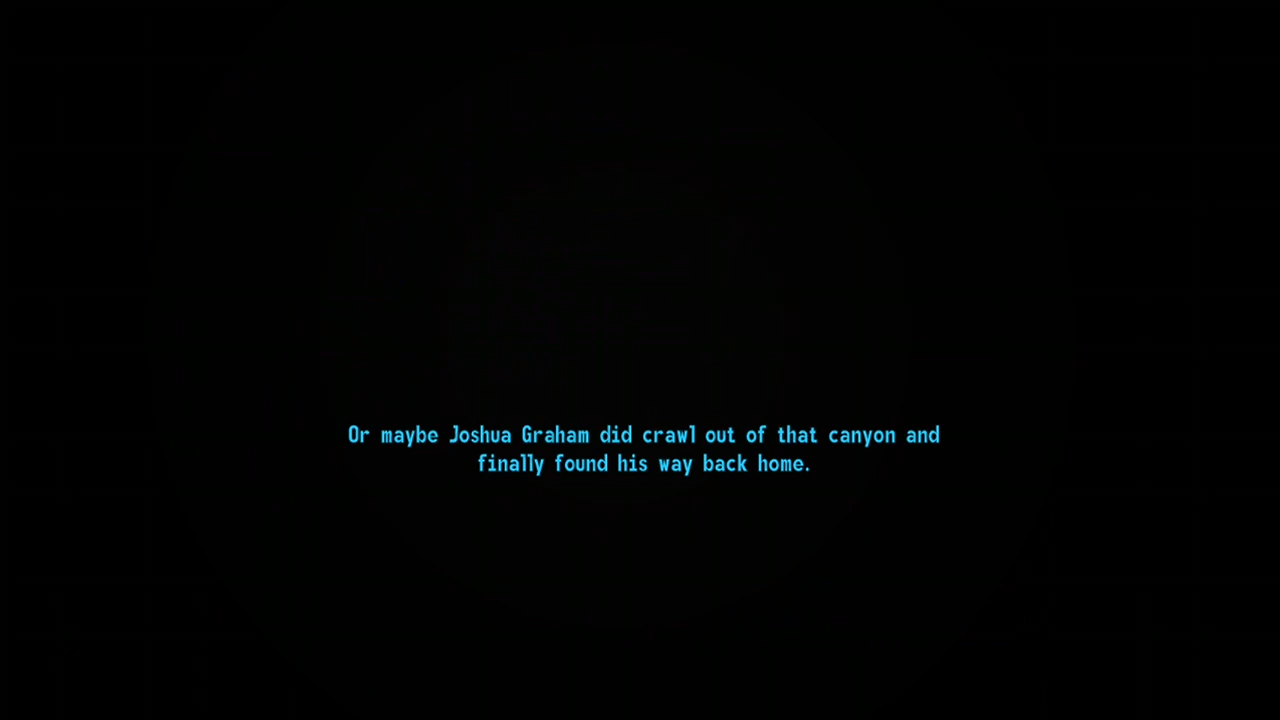 Or maybe Joshua Graham did crawl out of that canyon and
finally found his way back home.